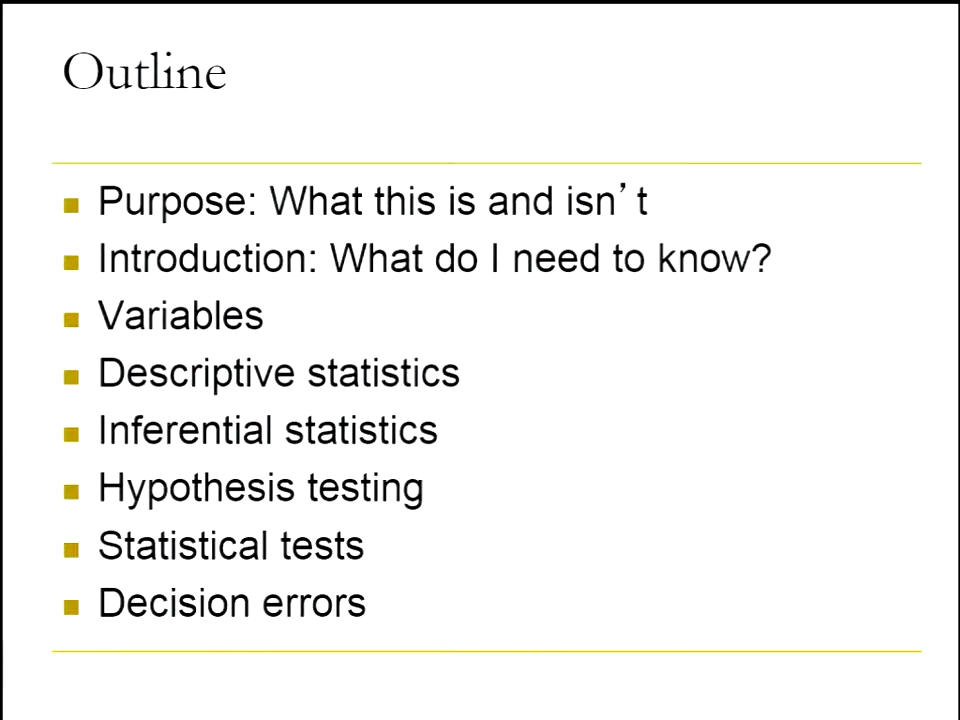 Outline
Purpose: What this is and isn’t
Introduction: What do I need to know?
Variables
Descriptive statistics
Inferential statistics
Hypothesis testing
Statistical tests
Decision errors